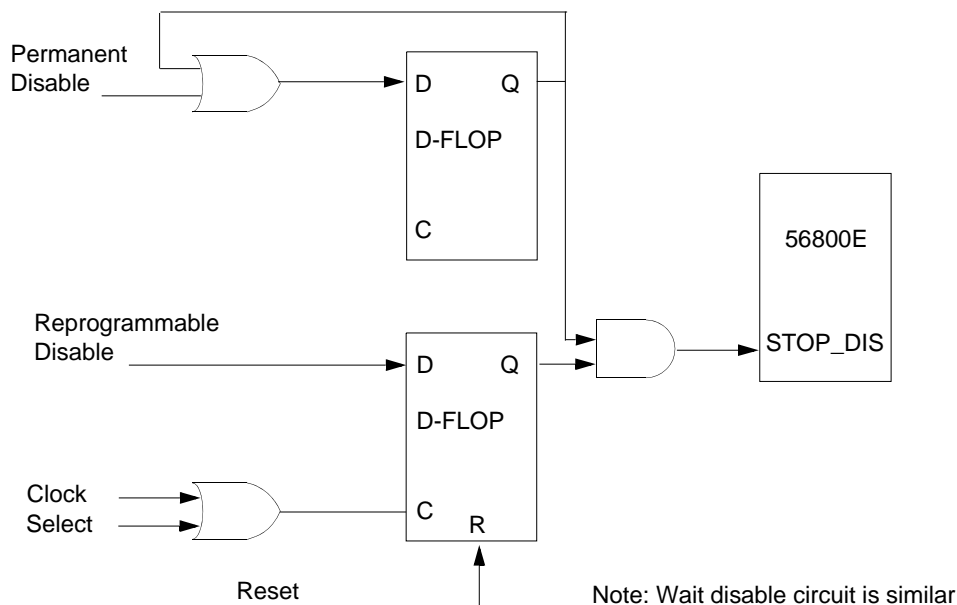 Permanent
Disable
D Q
D-FLOP
C
56800E
STOP_DIS
Reprogrammable
Disable
D Q
D-FLOP
Clock
Select
C
R
Reset
Note: Wait disable circuit is similar